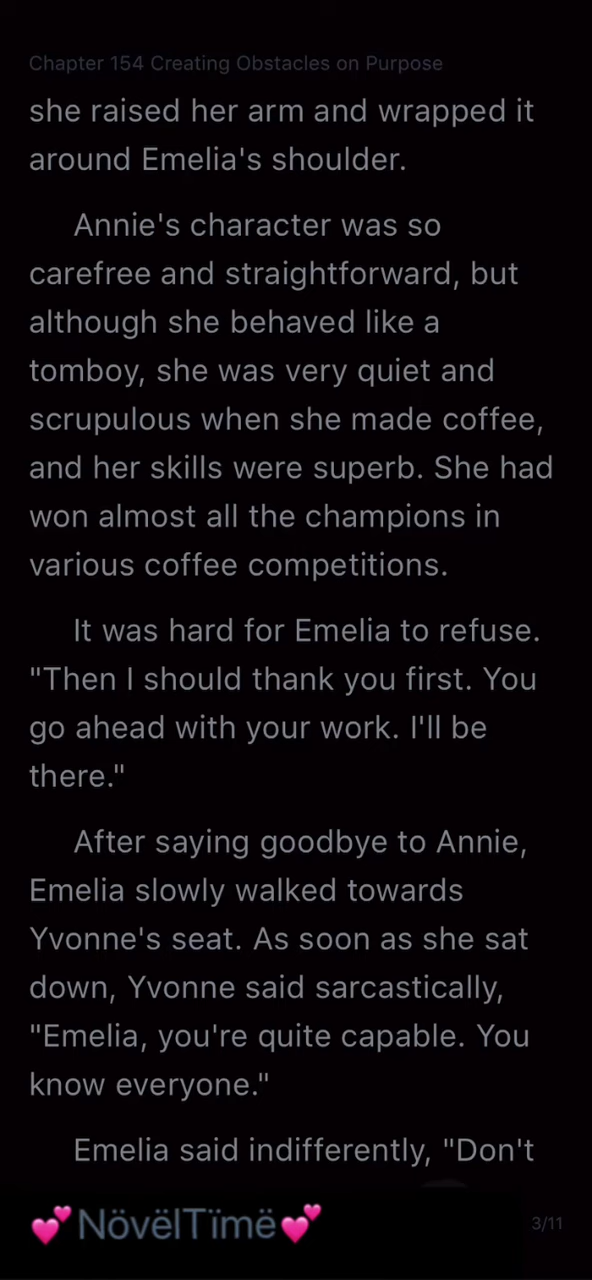 Chapter 154 Creating Obstacles on Purpose
she raised her arm and wrapped it
around Emelia's shoulder.
Annie's character was so
carefree and straightforward, but
although she behaved like a
tomboy, she was very quiet and
scrupulous when she made coffee,
and her skills were superb. She had
won almost all the champions in
various coffee competitions.
It was hard for Emelia to refuse.
"Then I should thank you first. You
go ahead with your work. I'll be
there."
After saying goodbye to Annie,
Emelia slowly walked towards
Yvonne's seat. As soon as she sat
down, Yvonne said sarcastically,
"Emelia, you're quite capable. You
know everyone."
Emelia said indifferently, "Don't
💕NövëlTïmë💕
3/11